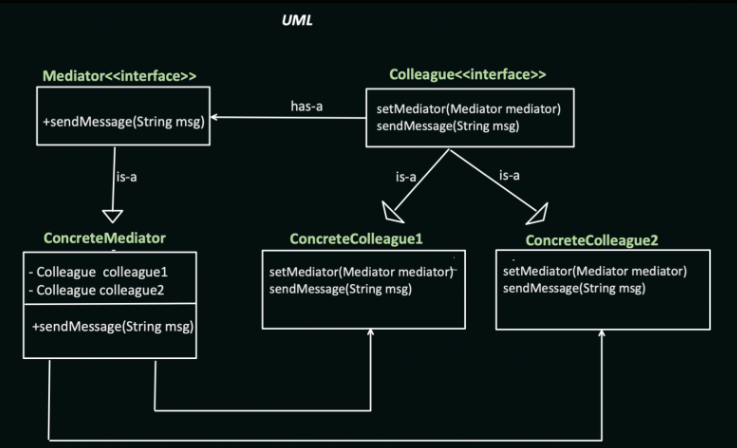 UML
Mediator<<interface>>
+sendMessage(String msg)
has-a
Colleague<<interface>>
setMediator(Mediator mediator)
sendMessage(String msg)
is-a
is-a
is-a
ConcreteMediator
- Colleague colleague1
- Colleague colleague2
+sendMessage(String msg)
ConcreteColleague1
setMediator(Mediator mediator)
sendMessage(String msg)
ConcreteColleague2
setMediator(Mediator mediator)
sendMessage(String msg)